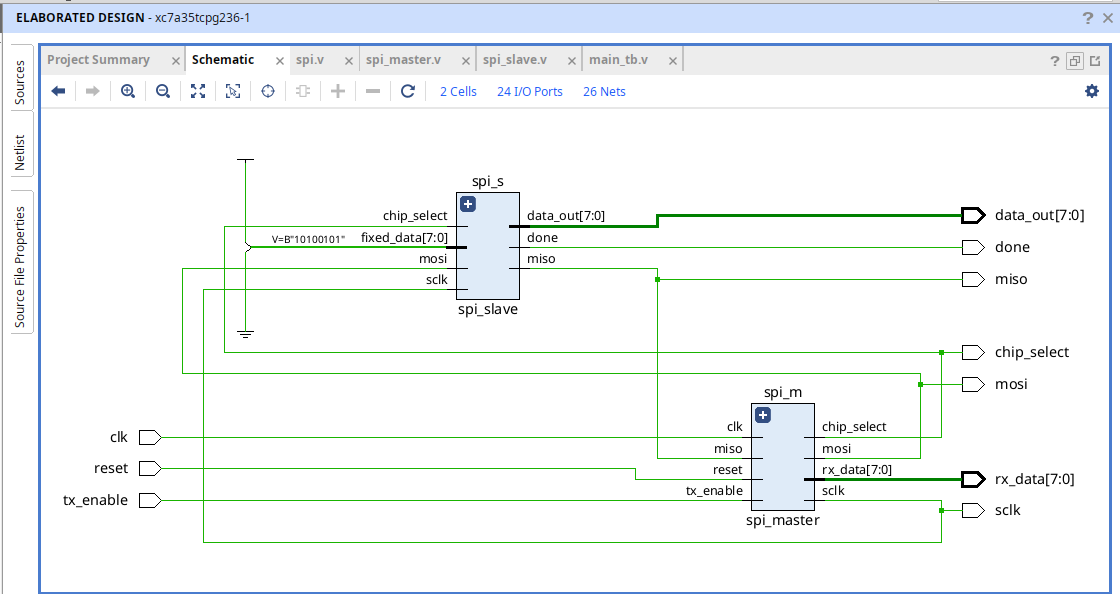 ELABORATED DESIGN - xc7a35tcpg236-1
Sources
Netlist
Source File Properties
Project Summary
Schematic
spi.v
spi_master.v
spi_slave.v
main_tb.v
2 Cells
24 I/O Ports
26 Nets
spi_s
chip_select
V=B"10100101"
fixed_data[7:0]
mosi
sclk
data_out[7:0]
done
miso
spi_slave
data_out[7:0]
done
miso
chip_select
mosi
clk
reset
tx_enable
spi_m
clk
miso
reset
tx_enable
chip_select
mosi
rx_data[7:0]
sclk
spi_master
rx_data[7:0]
sclk